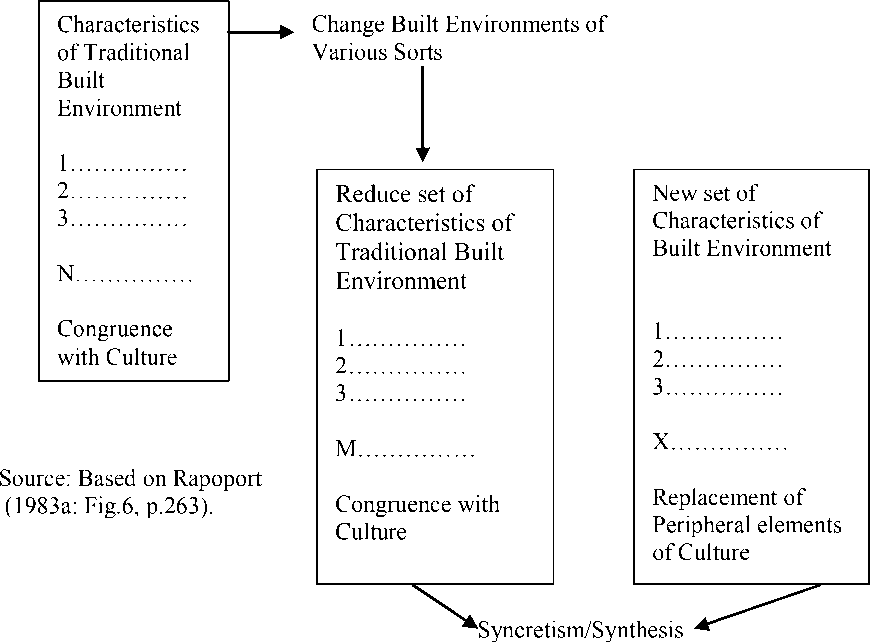 Characteristics
of Traditional
Built
Environment
1……………
2……………
3……………
N……………
Congruence
with Culture
Change Built Environments of
Various Sorts
Reduce set of
Characteristics of
Traditional Built
Environment
1……………
2……………
3……………
M……………
Congruence with
Culture
New set of
Characteristics of
Built Environment
1……………
2……………
3……………
X……………
Replacement of
Peripheral elements
of Culture
Source: Based on Rapoport
(1983a: Fig.6, p.263).
Syncretism/Synthesis